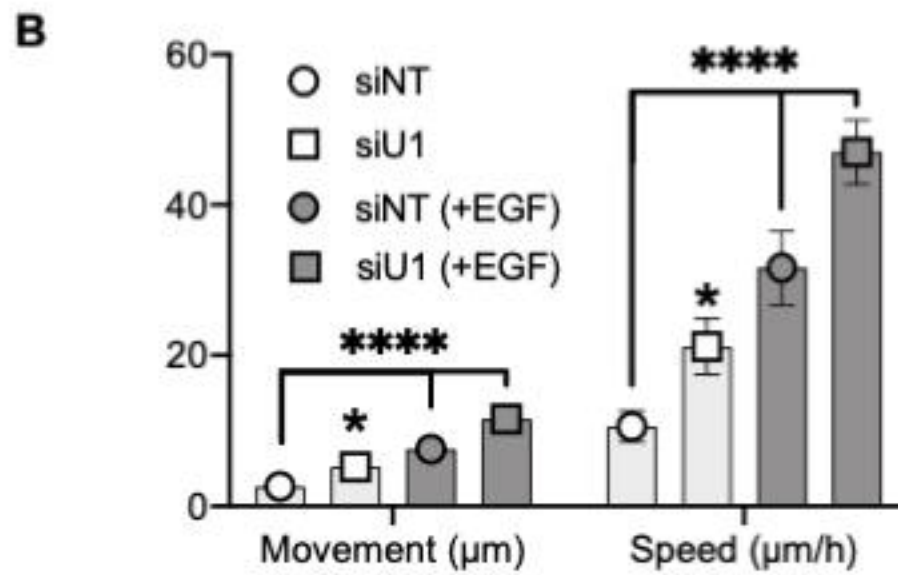 B
60
40
20
0
siNT
siU1
siNT (+EGF)
siU1 (+EGF)
****
*
****
*
Movement (μm)
Speed (μm/h)